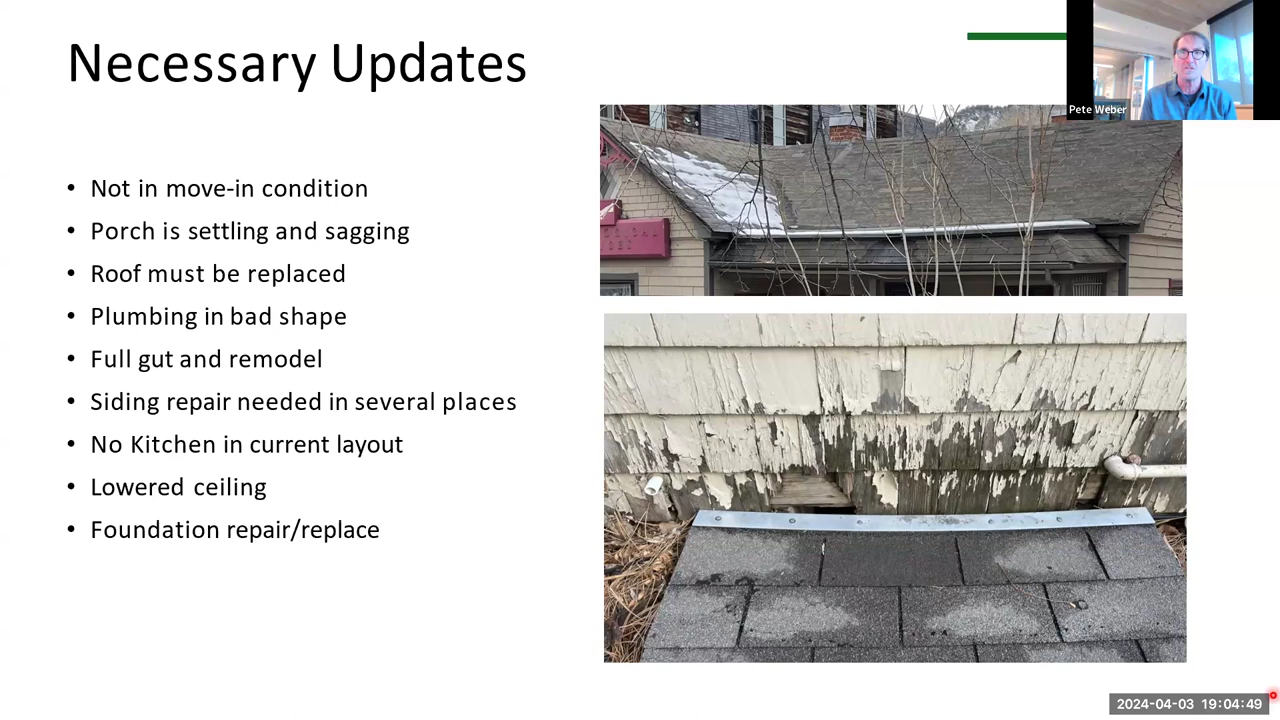 Necessary Updates
Pete Weber
• Not in move-in condition
• Porch is settling and sagging
• Roof must be replaced
• Plumbing in bad shape
• Full gut and remodel
• Siding repair needed in several places
• No Kitchen in current layout
• Lowered ceiling
• Foundation repair/replace
2024-04-03 19:04:49